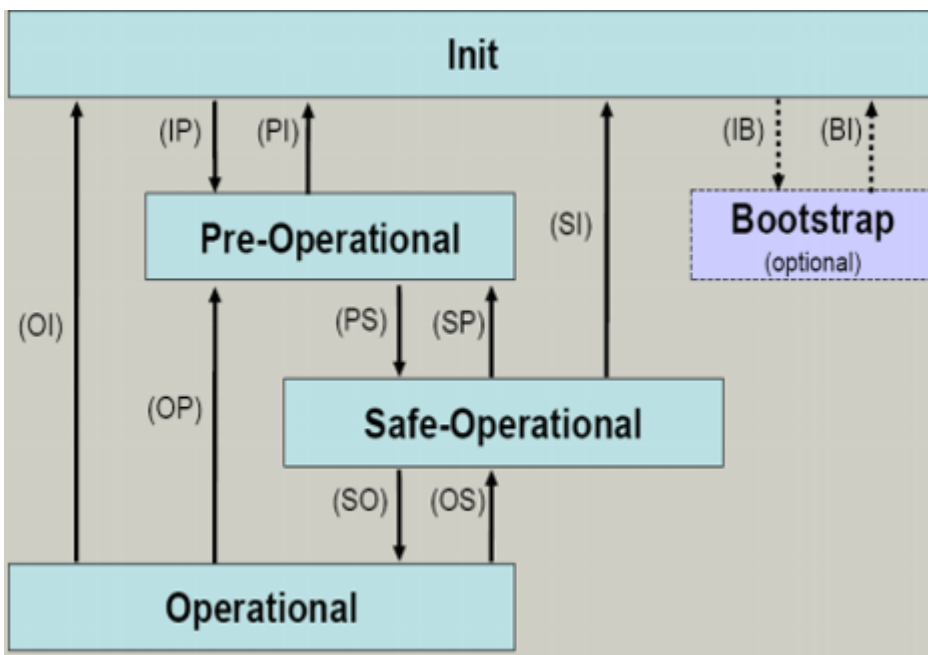 Init
(IP)
(PI)
(IB)
(BI)
Pre-Operational
(SI)
Bootstrap
(optional)
(OI)
(PS)
(SP)
(OP)
Safe-Operational
(SO)
(OS)
Operational